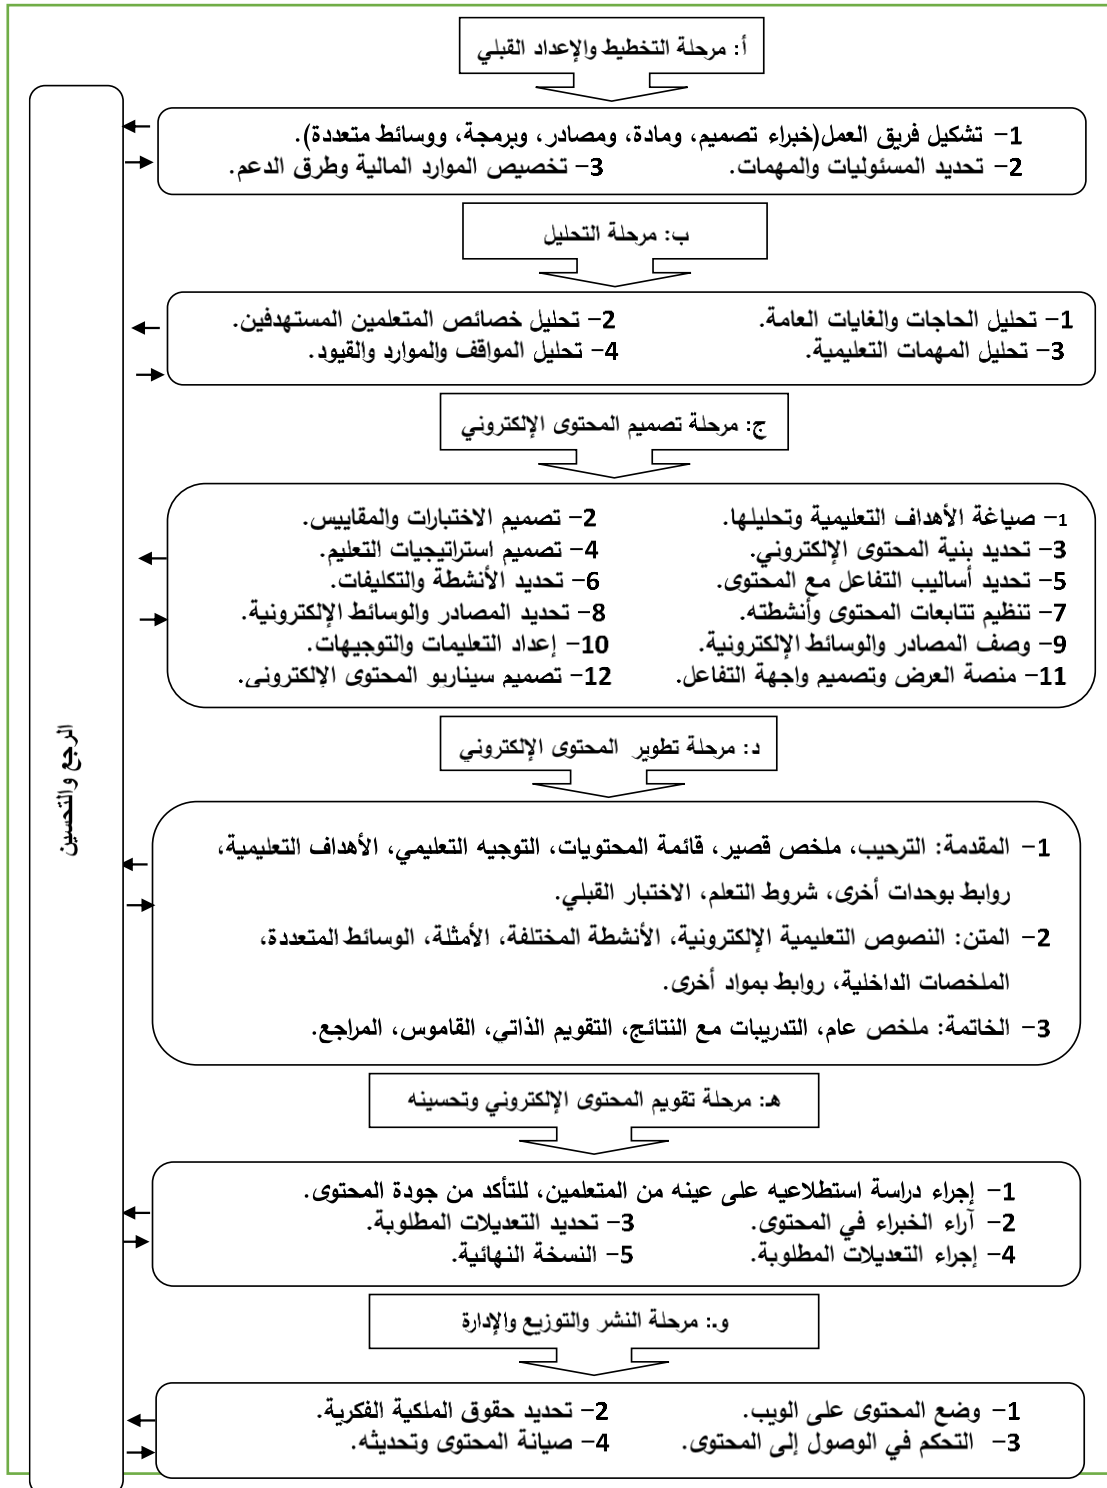 أ: مرحلة التخطيط والإعداد القبلي
1- تشكيل فريق العمل(خبراء تصميم، ومادة، ومصادر، وبرمجة، ووسائط متعددة).
2- تحديد المسئوليات والمهمات. 3- تخصيص الموارد المالية وطرق الدعم.
ب: مرحلة التحليل
1- تحليل الحاجات والغايات العامة. 2- تحليل خصائص المتعلمين المستهدفين.
3- تحليل المهمات التعليمية. 4- تحليل المواقف والموارد والقيود.
ج: مرحلة تصميم المحتوى الإلكتروني
1- صياغة الأهداف التعليمية وتحليلها. 2- تصميم الاختبارات والمقاييس.
3- تحديد بنية المحتوى الإلكتروني. 4- تصميم استراتيجيات التعليم.
5- تحديد أساليب التفاعل مع المحتوى. 6- تحديد الأنشطة والتكليفات.
7- تنظيم تتابعات المحتوى وأنشطته. 8- تحديد المصادر والوسائط الإلكترونية.
9- وصف المصادر والوسائط الإلكترونية. 10- إعداد التعليمات والتوجيهات.
11- منصة العرض وتصميم واجهة التفاعل. 12- تصميم سيناريو المحتوى الإلكتروني.
د: مرحلة تطوير المحتوى الإلكتروني
1- المقدمة: الترحيب، ملخص قصير، قائمة المحتويات، التوجيه التعليمي، الأهداف التعليمية،
روابط بوحدات أخرى، شروط التعلم، الاختبار القبلي.
2- المتن: النصوص التعليمية الإلكترونية، الأنشطة المختلفة، الأمثلة، الوسائط المتعددة،
الملخصات الداخلية، روابط بمواد أخرى.
3- الخاتمة: ملخص عام، التدريبات مع النتائج، التقويم الذاتي، القاموس، المراجع.
هـ: مرحلة تقويم المحتوى الإلكتروني وتحسينه
1- إجراء دراسة استطلاعيه على عينه من المتعلمين، للتأكد من جودة المحتوى.
2- آراء الخبراء في المحتوى. 3- تحديد التعديلات المطلوبة.
4- إجراء التعديلات المطلوبة. 5- النسخة النهائية.
وـ: مرحلة النشر والتوزيع والإدارة
1- وضع المحتوى على الويب. 2- تحديد حقوق الملكية الفكرية.
3- التحكم في الوصول إلى المحتوى. 4- صيانة المحتوى وتحديثه.
الرجع والتحسين